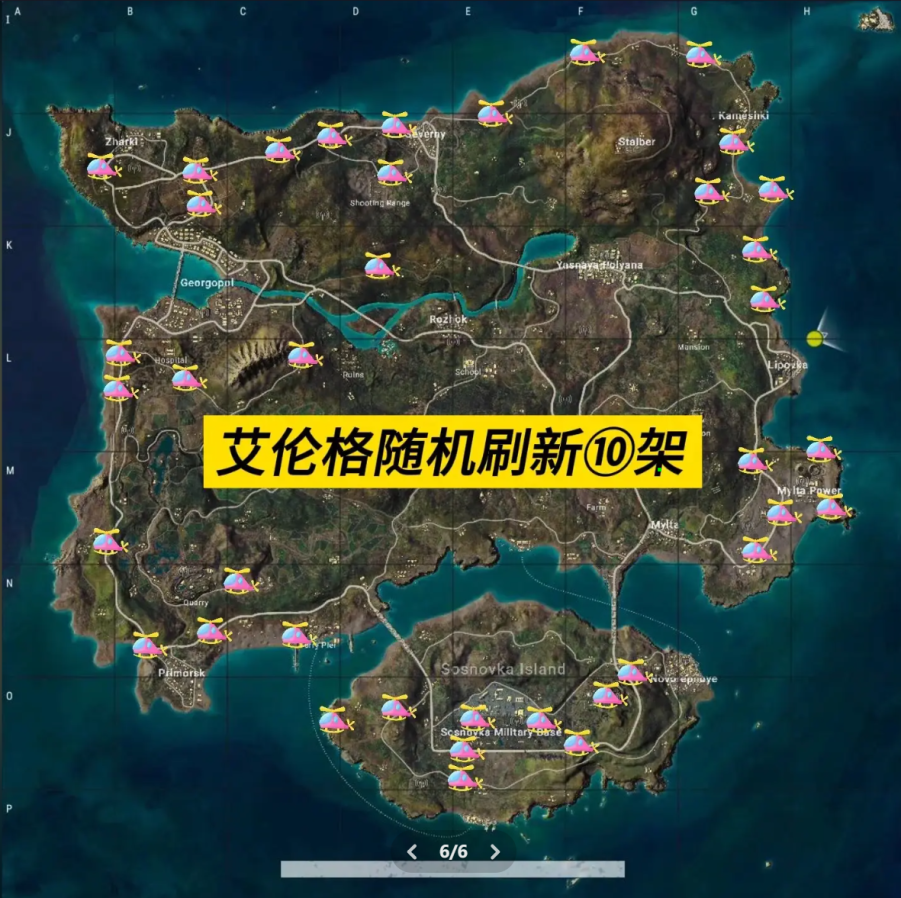 A B C D E F G H
I
J
Zharki
Severny
Kameshki
Stalber
Shooting Range
K
Georgopol
Yasnaya Polyana
Rozhok
L
Hospital
Ruins
School
Mansion
Lipovka
艾伦格随机刷新⑩架
M
Mylta Power
Farm
Mylta
N
Quarry
Primorsk
Sosnovka Island
O
Sosnovka Military Base
P
6/6